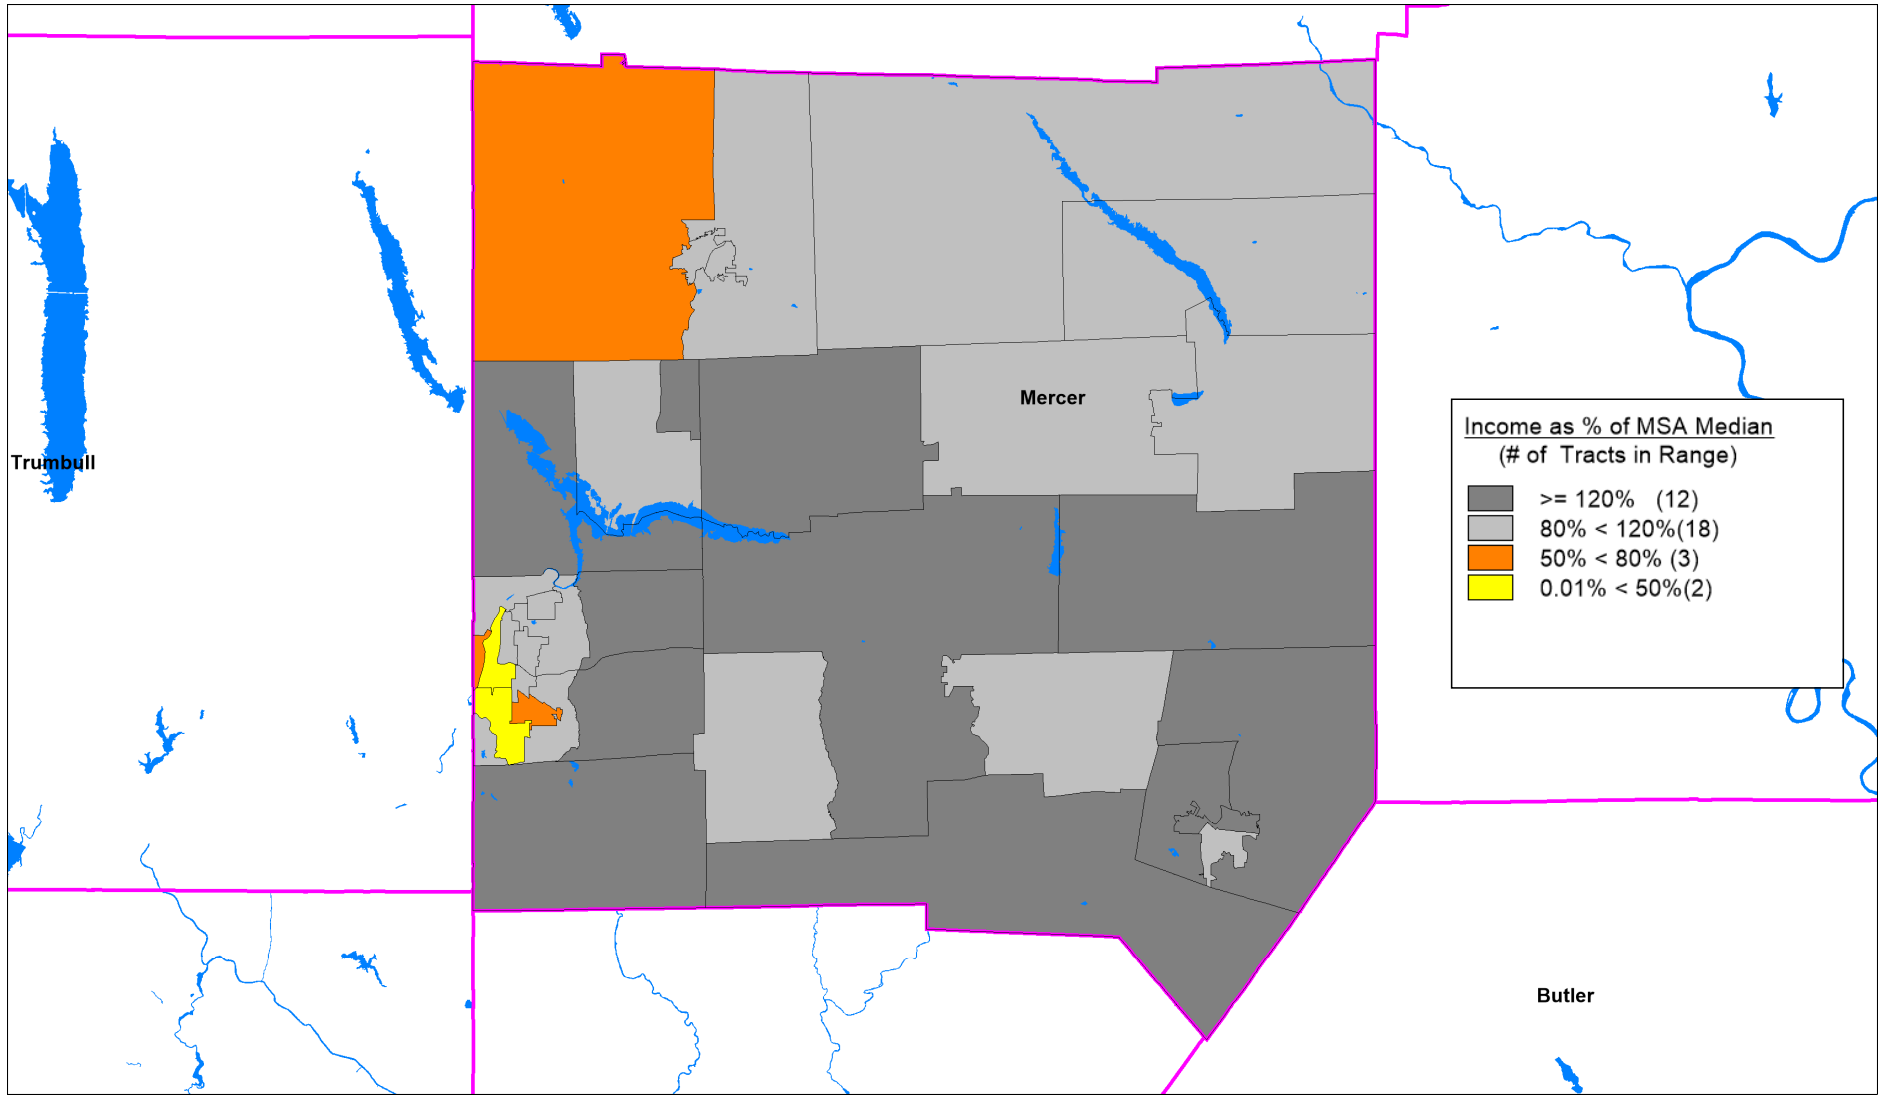 Mercer
Trumbull
Income as % of MSA Median
(# of Tracts in Range)
>= 120% (12)
80% < 120%(18)
50% < 80% (3)
0.01% < 50%(2)
Butler